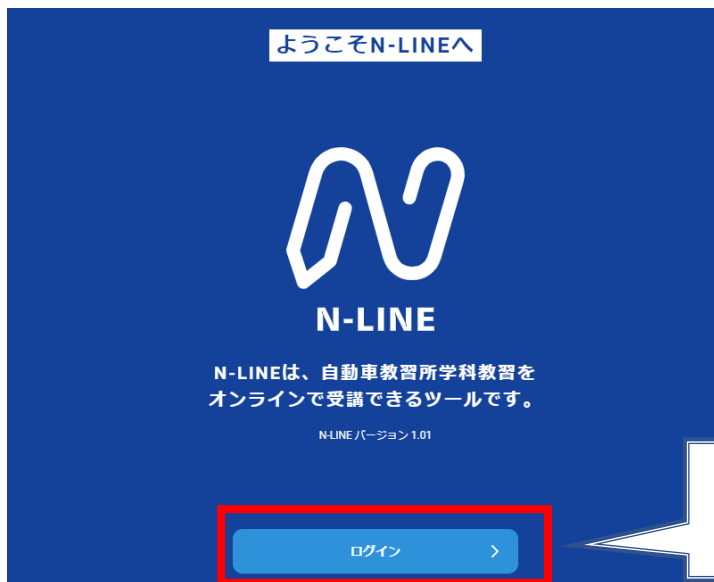 ようこそN-LINEへ
N-LINE
N-LINEは、自動車教習所学科教習を
オンラインで受講できるツールです。
N-LINE バージョン 1.01
ログイン